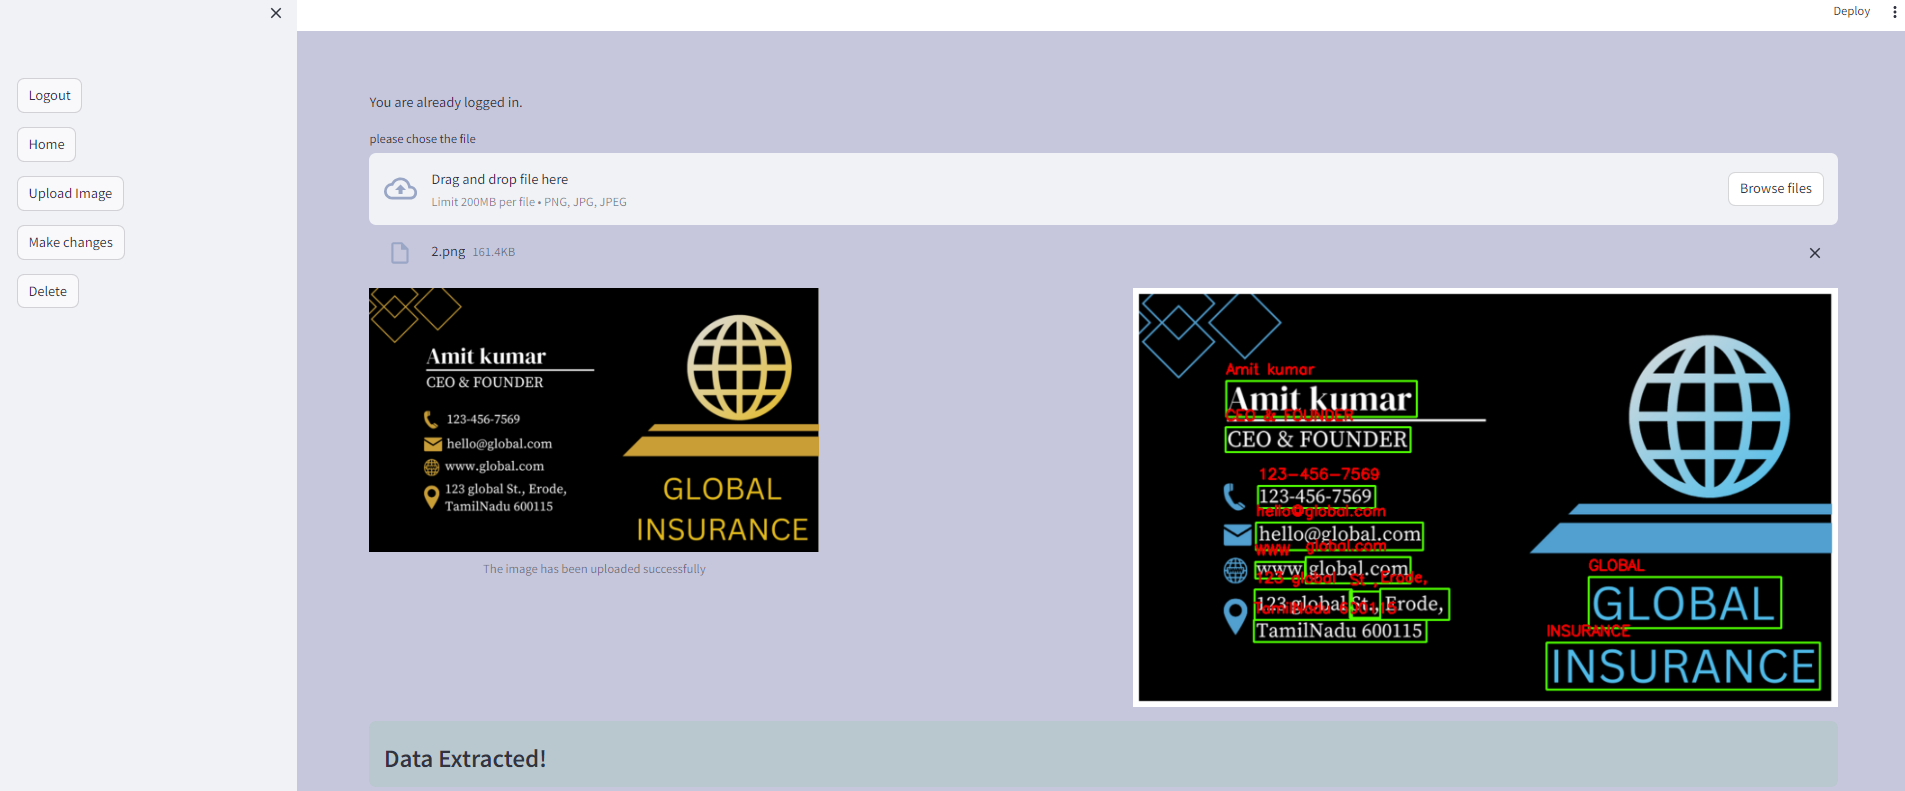 Deploy
Logout
Home
Upload Image
Make changes
Delete
You are already logged in.
please chose the file
Drag and drop file here
Limit 200MB per file • PNG, JPG, JPEG
Browse files
2.png 161.4KB
Amit kumar
CEO & FOUNDER
123-456-7569
hello@global.com
www.global.com
123 global St., Erode,
TamilNadu 600115
GLOBAL
INSURANCE
The image has been uploaded successfully
Amit kumar
Amit kumar
CEO & FOUNDER
CEO & FOUNDER
123-456-7569
123-456-7569
hello@global.com
hello@global.com
www global.com
www.global.com
123 global St., Erode,
123 global St., Erode,
TamilNadu 600115
TamilNadu 600115
GLOBAL
GLOBAL
INSURANCE
INSURANCE
Data Extracted!